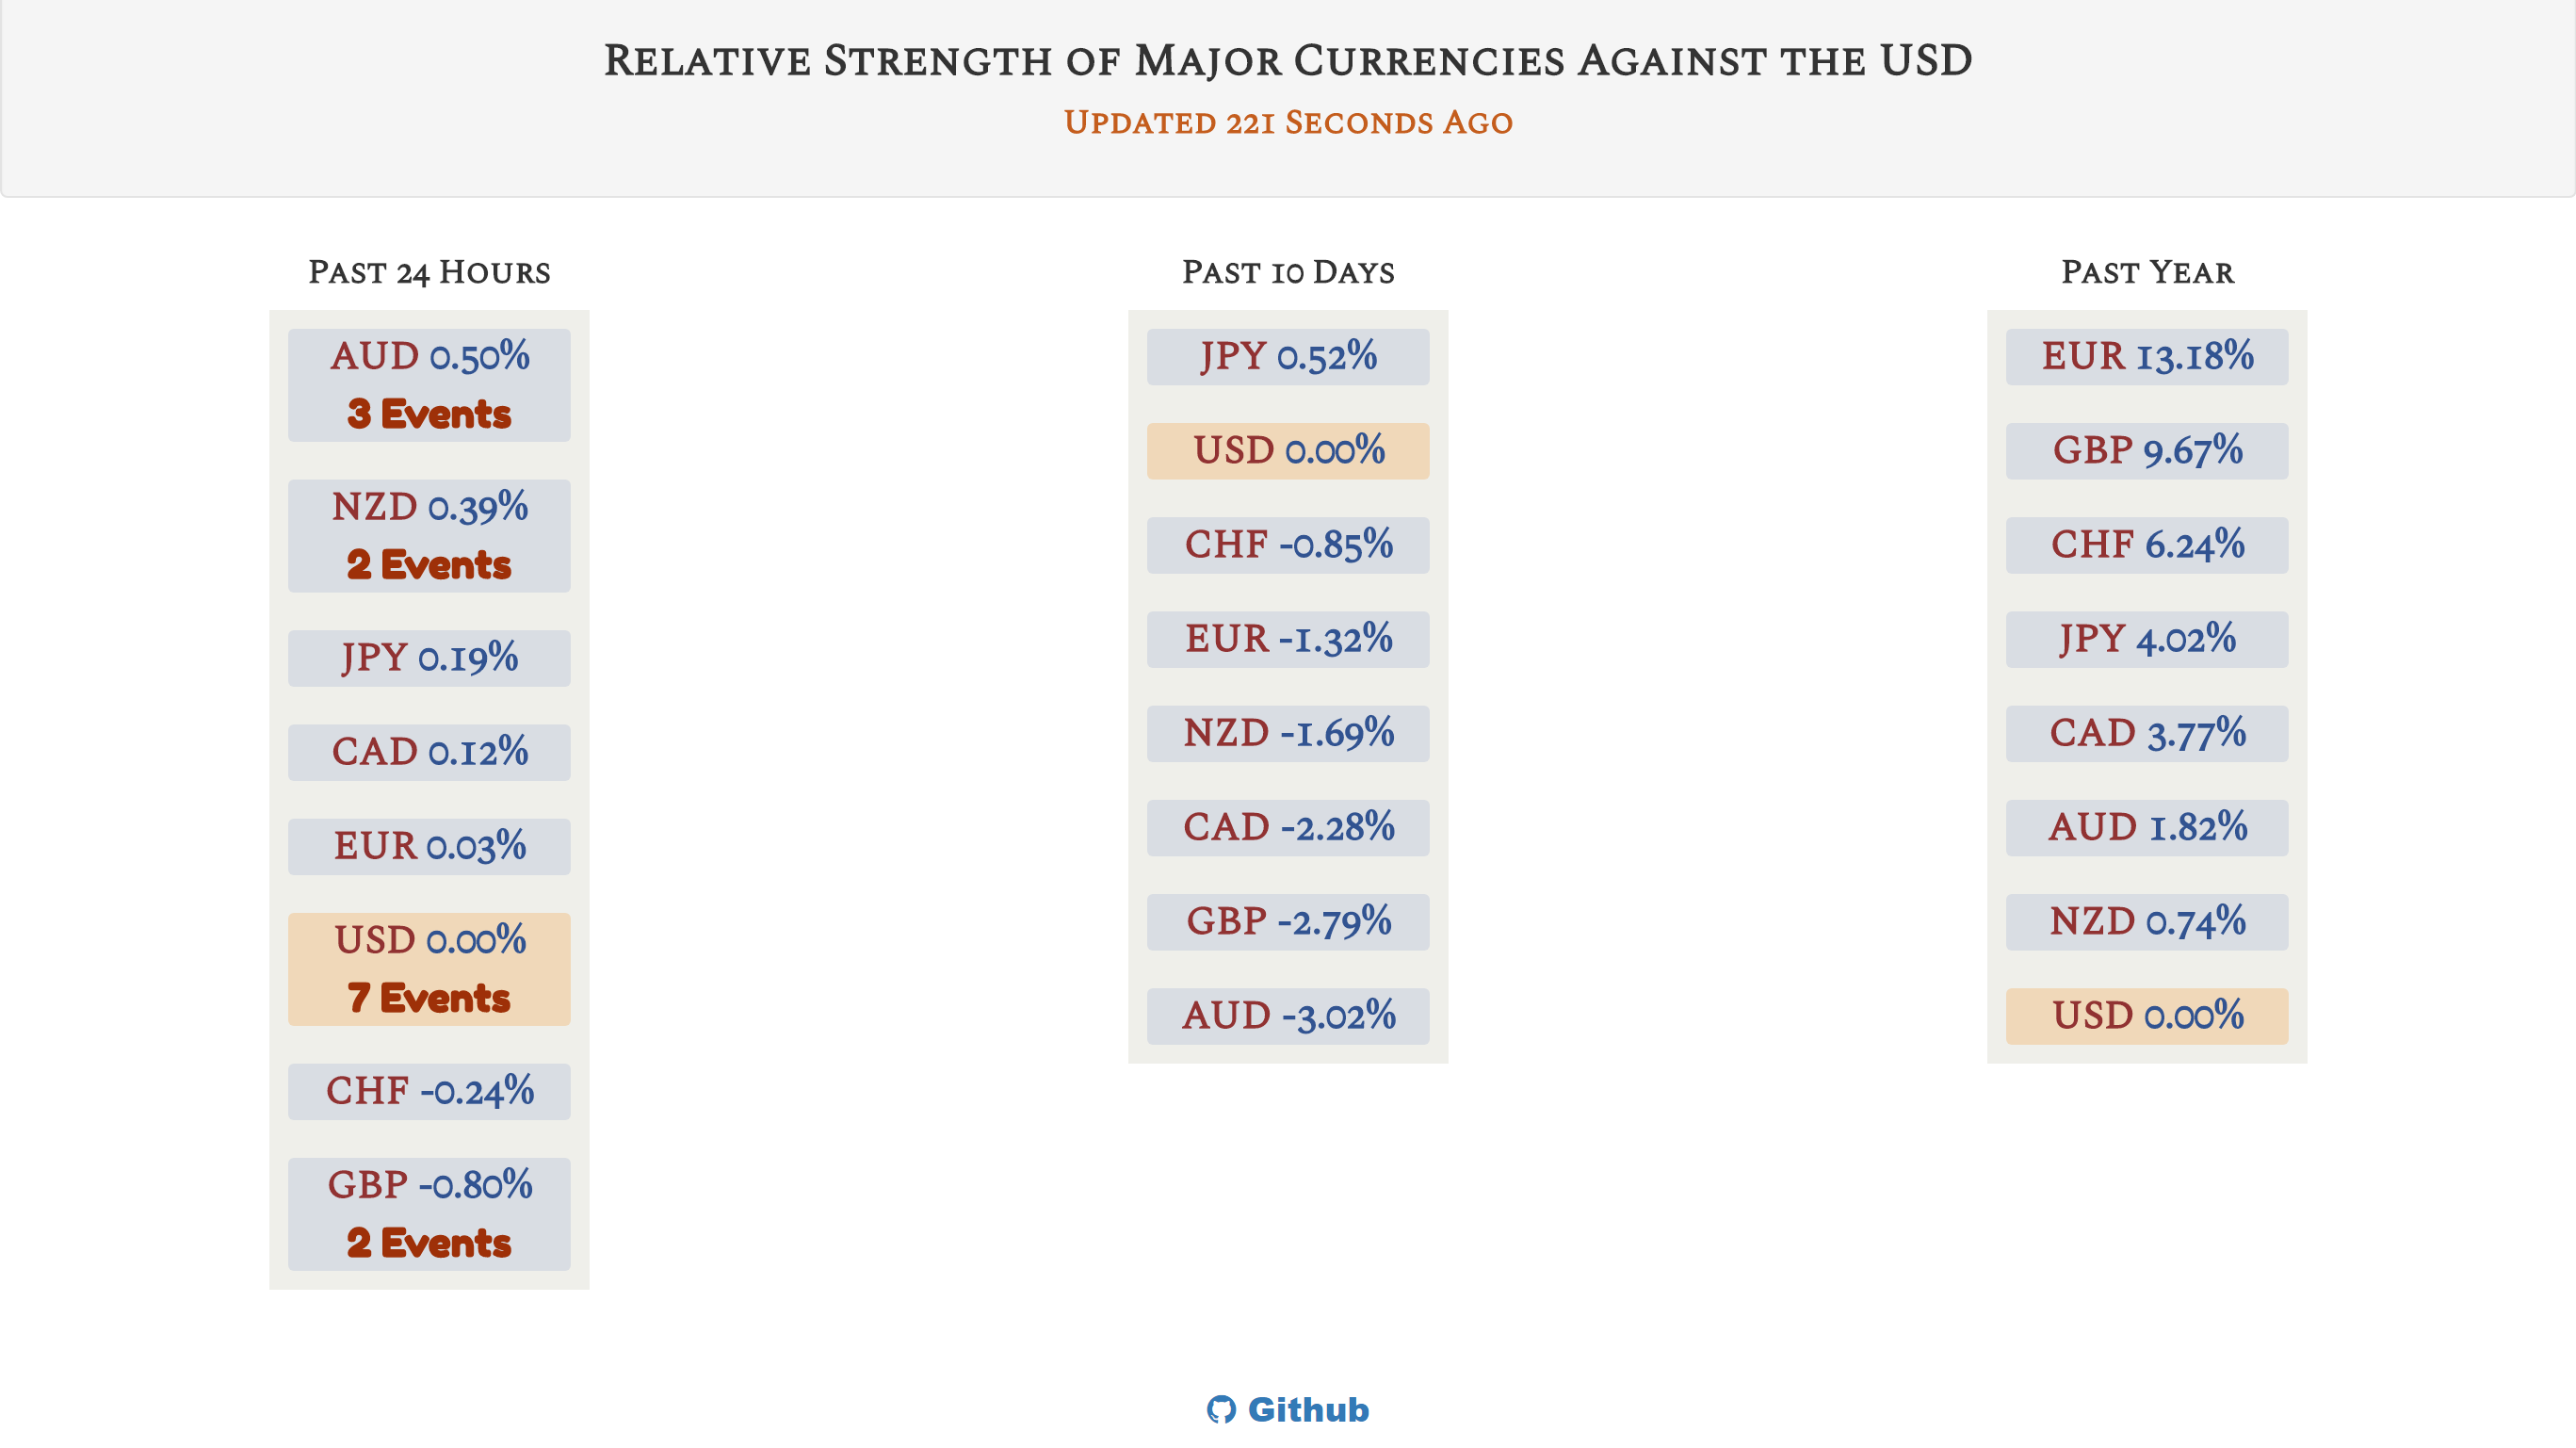 Relative Strength of Major Currencies Against the USD
Updated 221 Seconds Ago
Past 24 Hours
AUD 0.50%
3 Events
NZD 0.39%
2 Events
JPY 0.19%
CAD 0.12%
EUR 0.03%
USD 0.00%
7 Events
CHF -0.24%
GBP -0.80%
2 Events
Past 10 Days
JPY 0.52%
USD 0.00%
CHF -0.85%
EUR -1.32%
NZD -1.69%
CAD -2.28%
GBP -2.79%
AUD -3.02%
Past Year
EUR 13.18%
GBP 9.67%
CHF 6.24%
JPY 4.02%
CAD 3.77%
AUD 1.82%
NZD 0.74%
USD 0.00%
Github